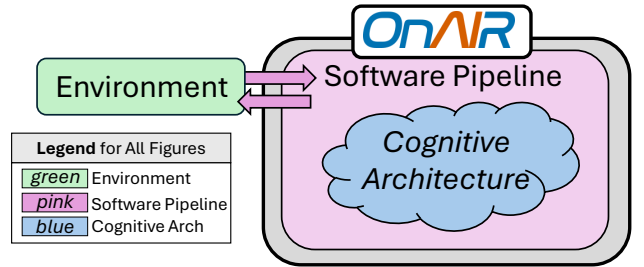 OnAIR
Environment
Software Pipeline
Cognitive
Architecture
Legend for All Figures
green Environment
pink Software Pipeline
blue Cognitive Arch